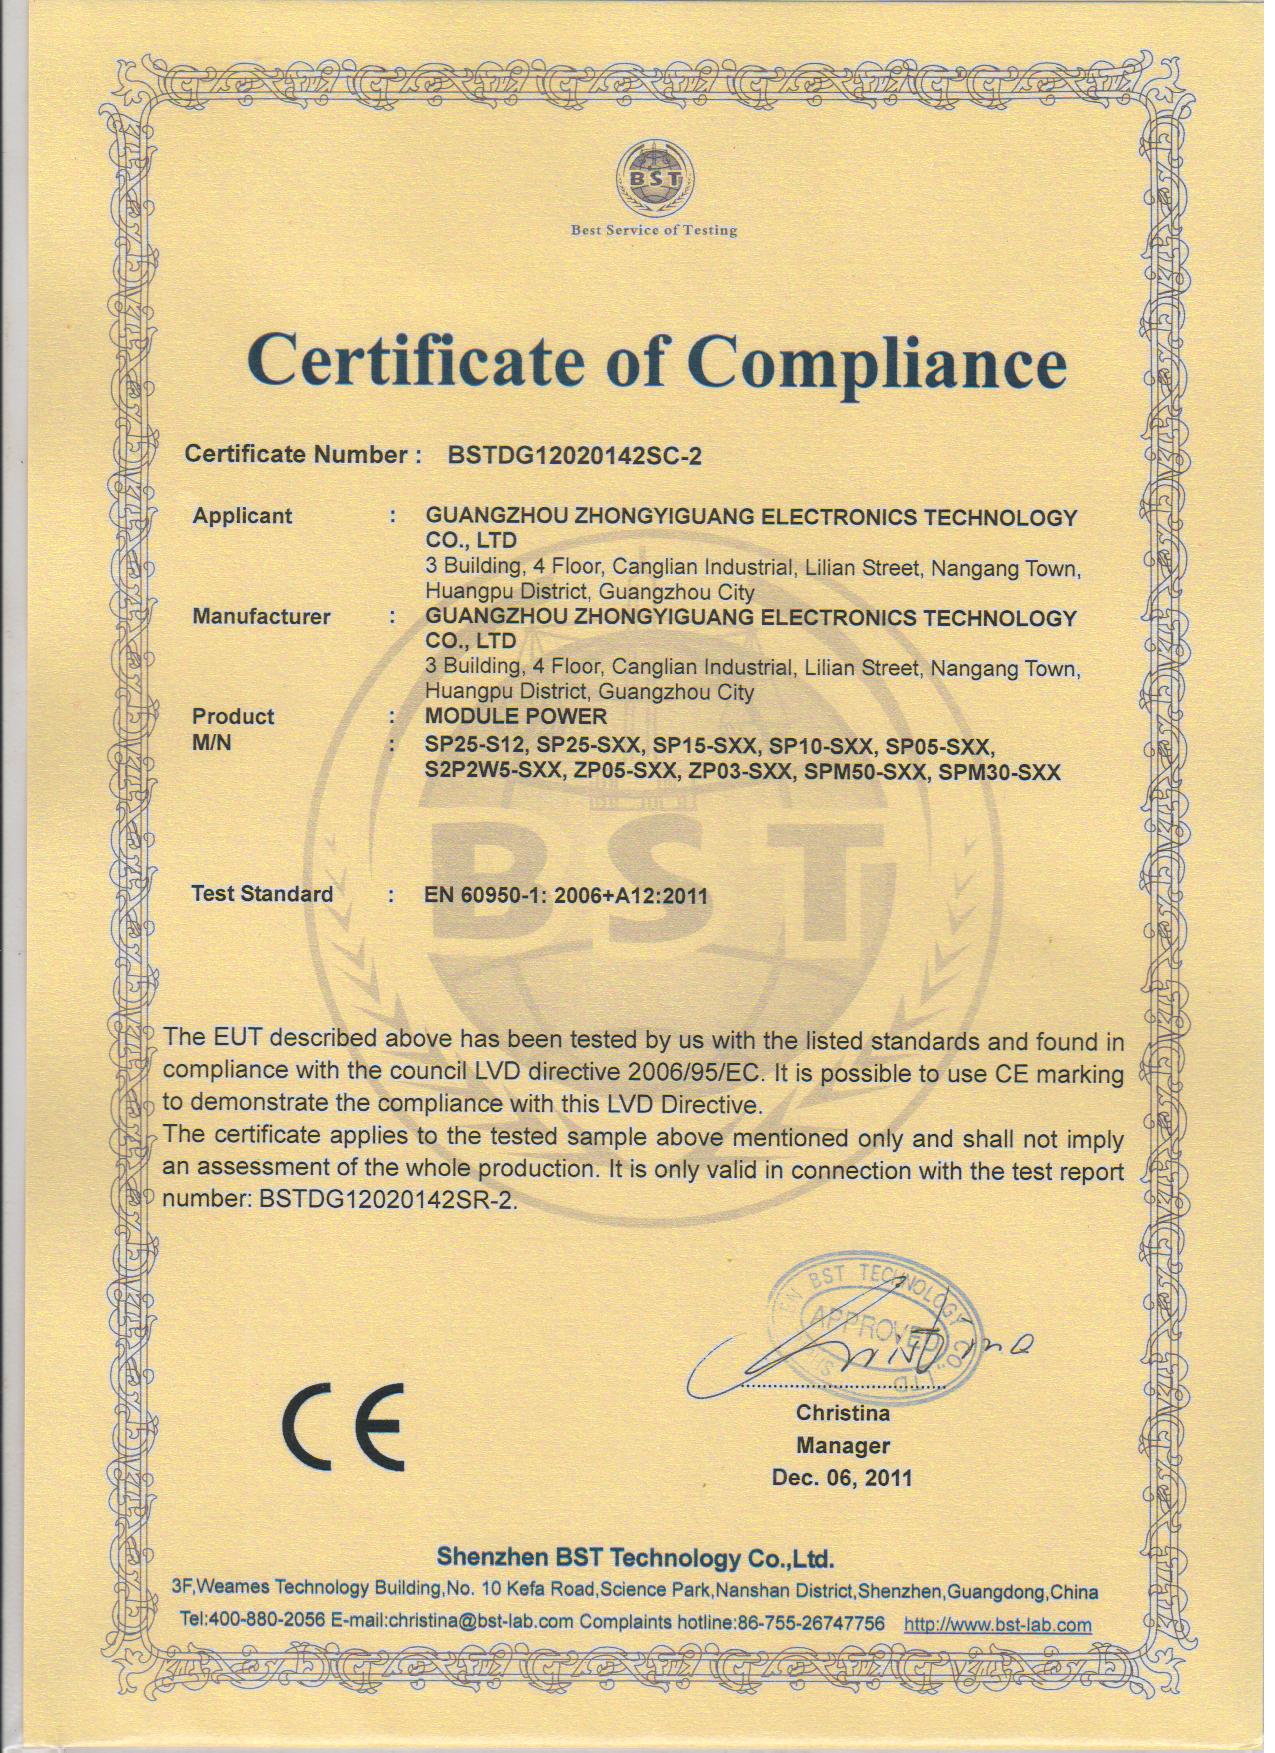 BST
Best Service of Testing
Certificate of Compliance
Certificate Number : BSTDG12020142SC-2
Applicant : GUANGZHOU ZHONGYIGUANG ELECTRONICS TECHNOLOGY
CO., LTD
3 Building, 4 Floor, Canglian Industrial, Lilian Street, Nangang Town,
Huangpu District, Guangzhou City
Manufacturer : GUANGZHOU ZHONGYIGUANG ELECTRONICS TECHNOLOGY
CO., LTD
3 Building, 4 Floor, Canglian Industrial, Lilian Street, Nangang Town,
Huangpu District, Guangzhou City
Product : MODULE POWER
M/N : SP25-S12, SP25-SXX, SP15-SXX, SP10-SXX, SP05-SXX,
S2P2W5-SXX, ZP05-SXX, ZP03-SXX, SPM50-SXX, SPM30-SXX
BST
Test Standard : EN 60950-1: 2006+A12:2011
The EUT described above has been tested by us with the listed standards and found in
compliance with the council LVD directive 2006/95/EC. It is possible to use CE marking
to demonstrate the compliance with this LVD Directive.
The certificate applies to the tested sample above mentioned only and shall not imply
an assessment of the whole production. It is only valid in connection with the test report
number: BSTDG12020142SR-2.
BST TECHNOLOGY CO., LTD
APPROVED
Christina
CE
Christina
Manager
Dec. 06, 2011
Shenzhen BST Technology Co.,Ltd.
3F,Weames Technology Building,No. 10 Kefa Road,Science Park,Nanshan District,Shenzhen,Guangdong,China
Tel:400-880-2056 E-mail:christina@bst-lab.com Complaints hotline:86-755-26747756 http://www.bst-lab.com